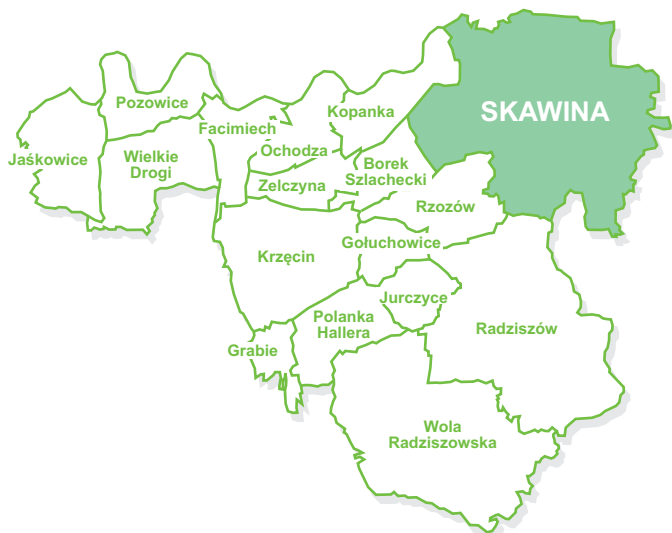 SKAWINA
Pozowice
Kopanka
Facimiech
Ochodza
Jaśkowice
Wielkie
Drogi
Borek
Szlachecki
Zelczyna
Rzozów
Gołuchowice
Krzęcin
Jurczyce
Polanka
Hallera
Radziszów
Grabie
Wola
Radziszowska